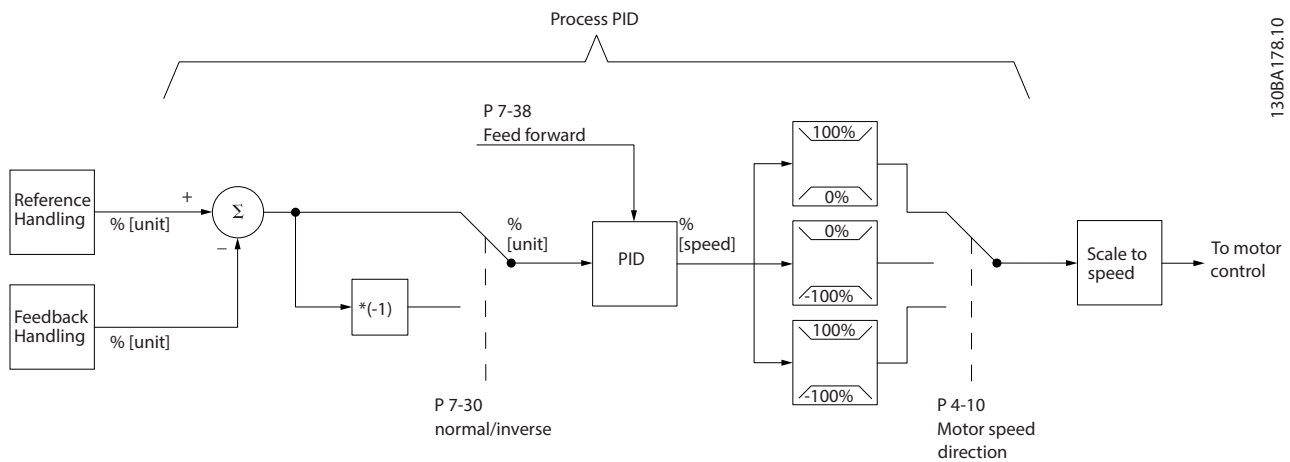 Process PID
130BA178.10
P 7-38
Feed forward
Reference
Handling
% [unit]
+
−
Σ
Feedback
Handling
% [unit]
*(-1)
%
[unit]
PID
%
[speed]
100%
0%
0%
-100%
100%
-100%
Scale to
speed
To motor
control
P 7-30
normal/inverse
P 4-10
Motor speed
direction